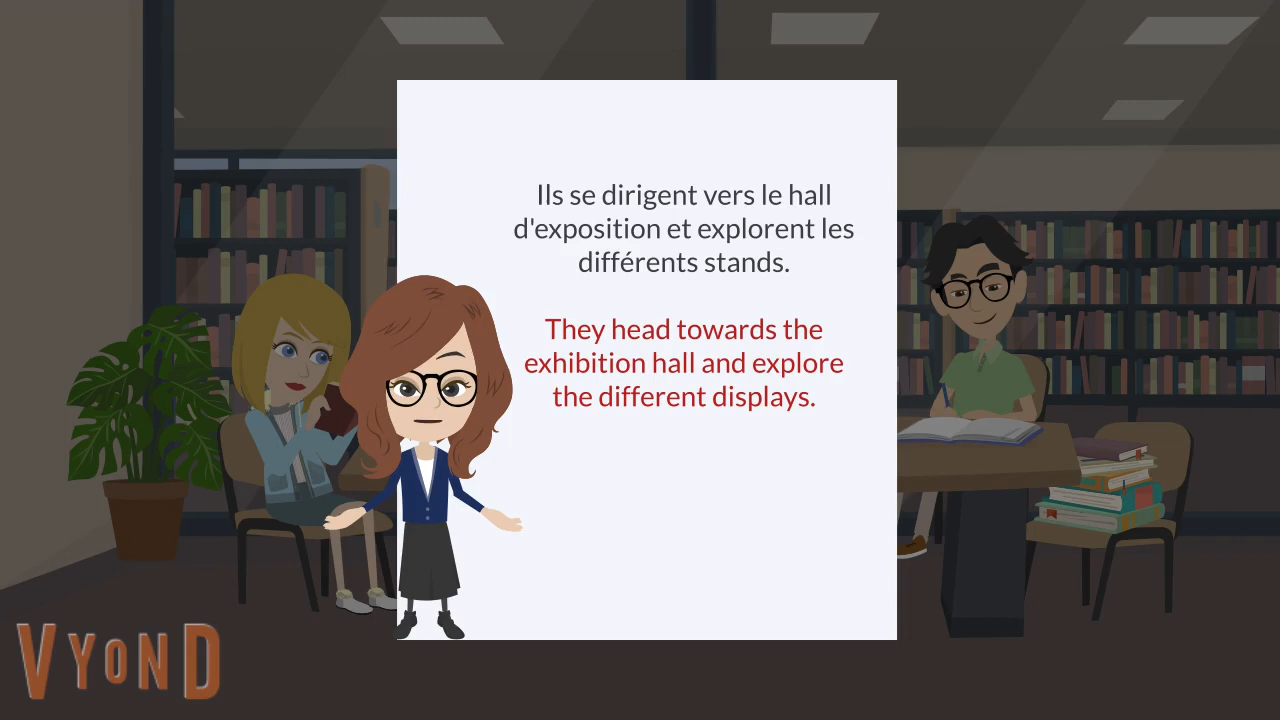 Ils se dirigent vers le hall
d'exposition et explorent les
différents stands.
They head towards the
exhibition hall and explore
the different displays.
VYOND